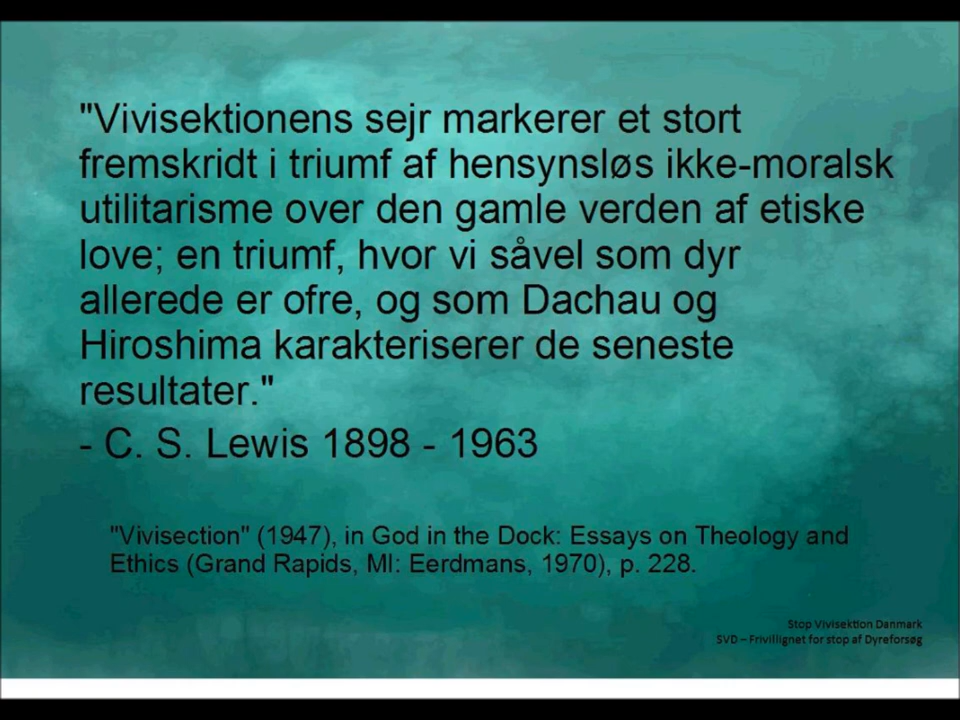 "Vivisektionens sejr markerer et stort
fremskridt i triumf af hensynsløs ikke-moralsk
utilitarisme over den gamle verden af etiske
love; en triumf, hvor vi såvel som dyr
allerede er ofre, og som Dachau og
Hiroshima karakteriserer de seneste
resultater."
- C. S. Lewis 1898 - 1963
"Vivisection" (1947), in God in the Dock: Essays on Theology and
Ethics (Grand Rapids, MI: Eerdmans, 1970), p. 228.
Stop Vivisektion Danmark
SVD – Frivillignet for stop af Dyreforsøg